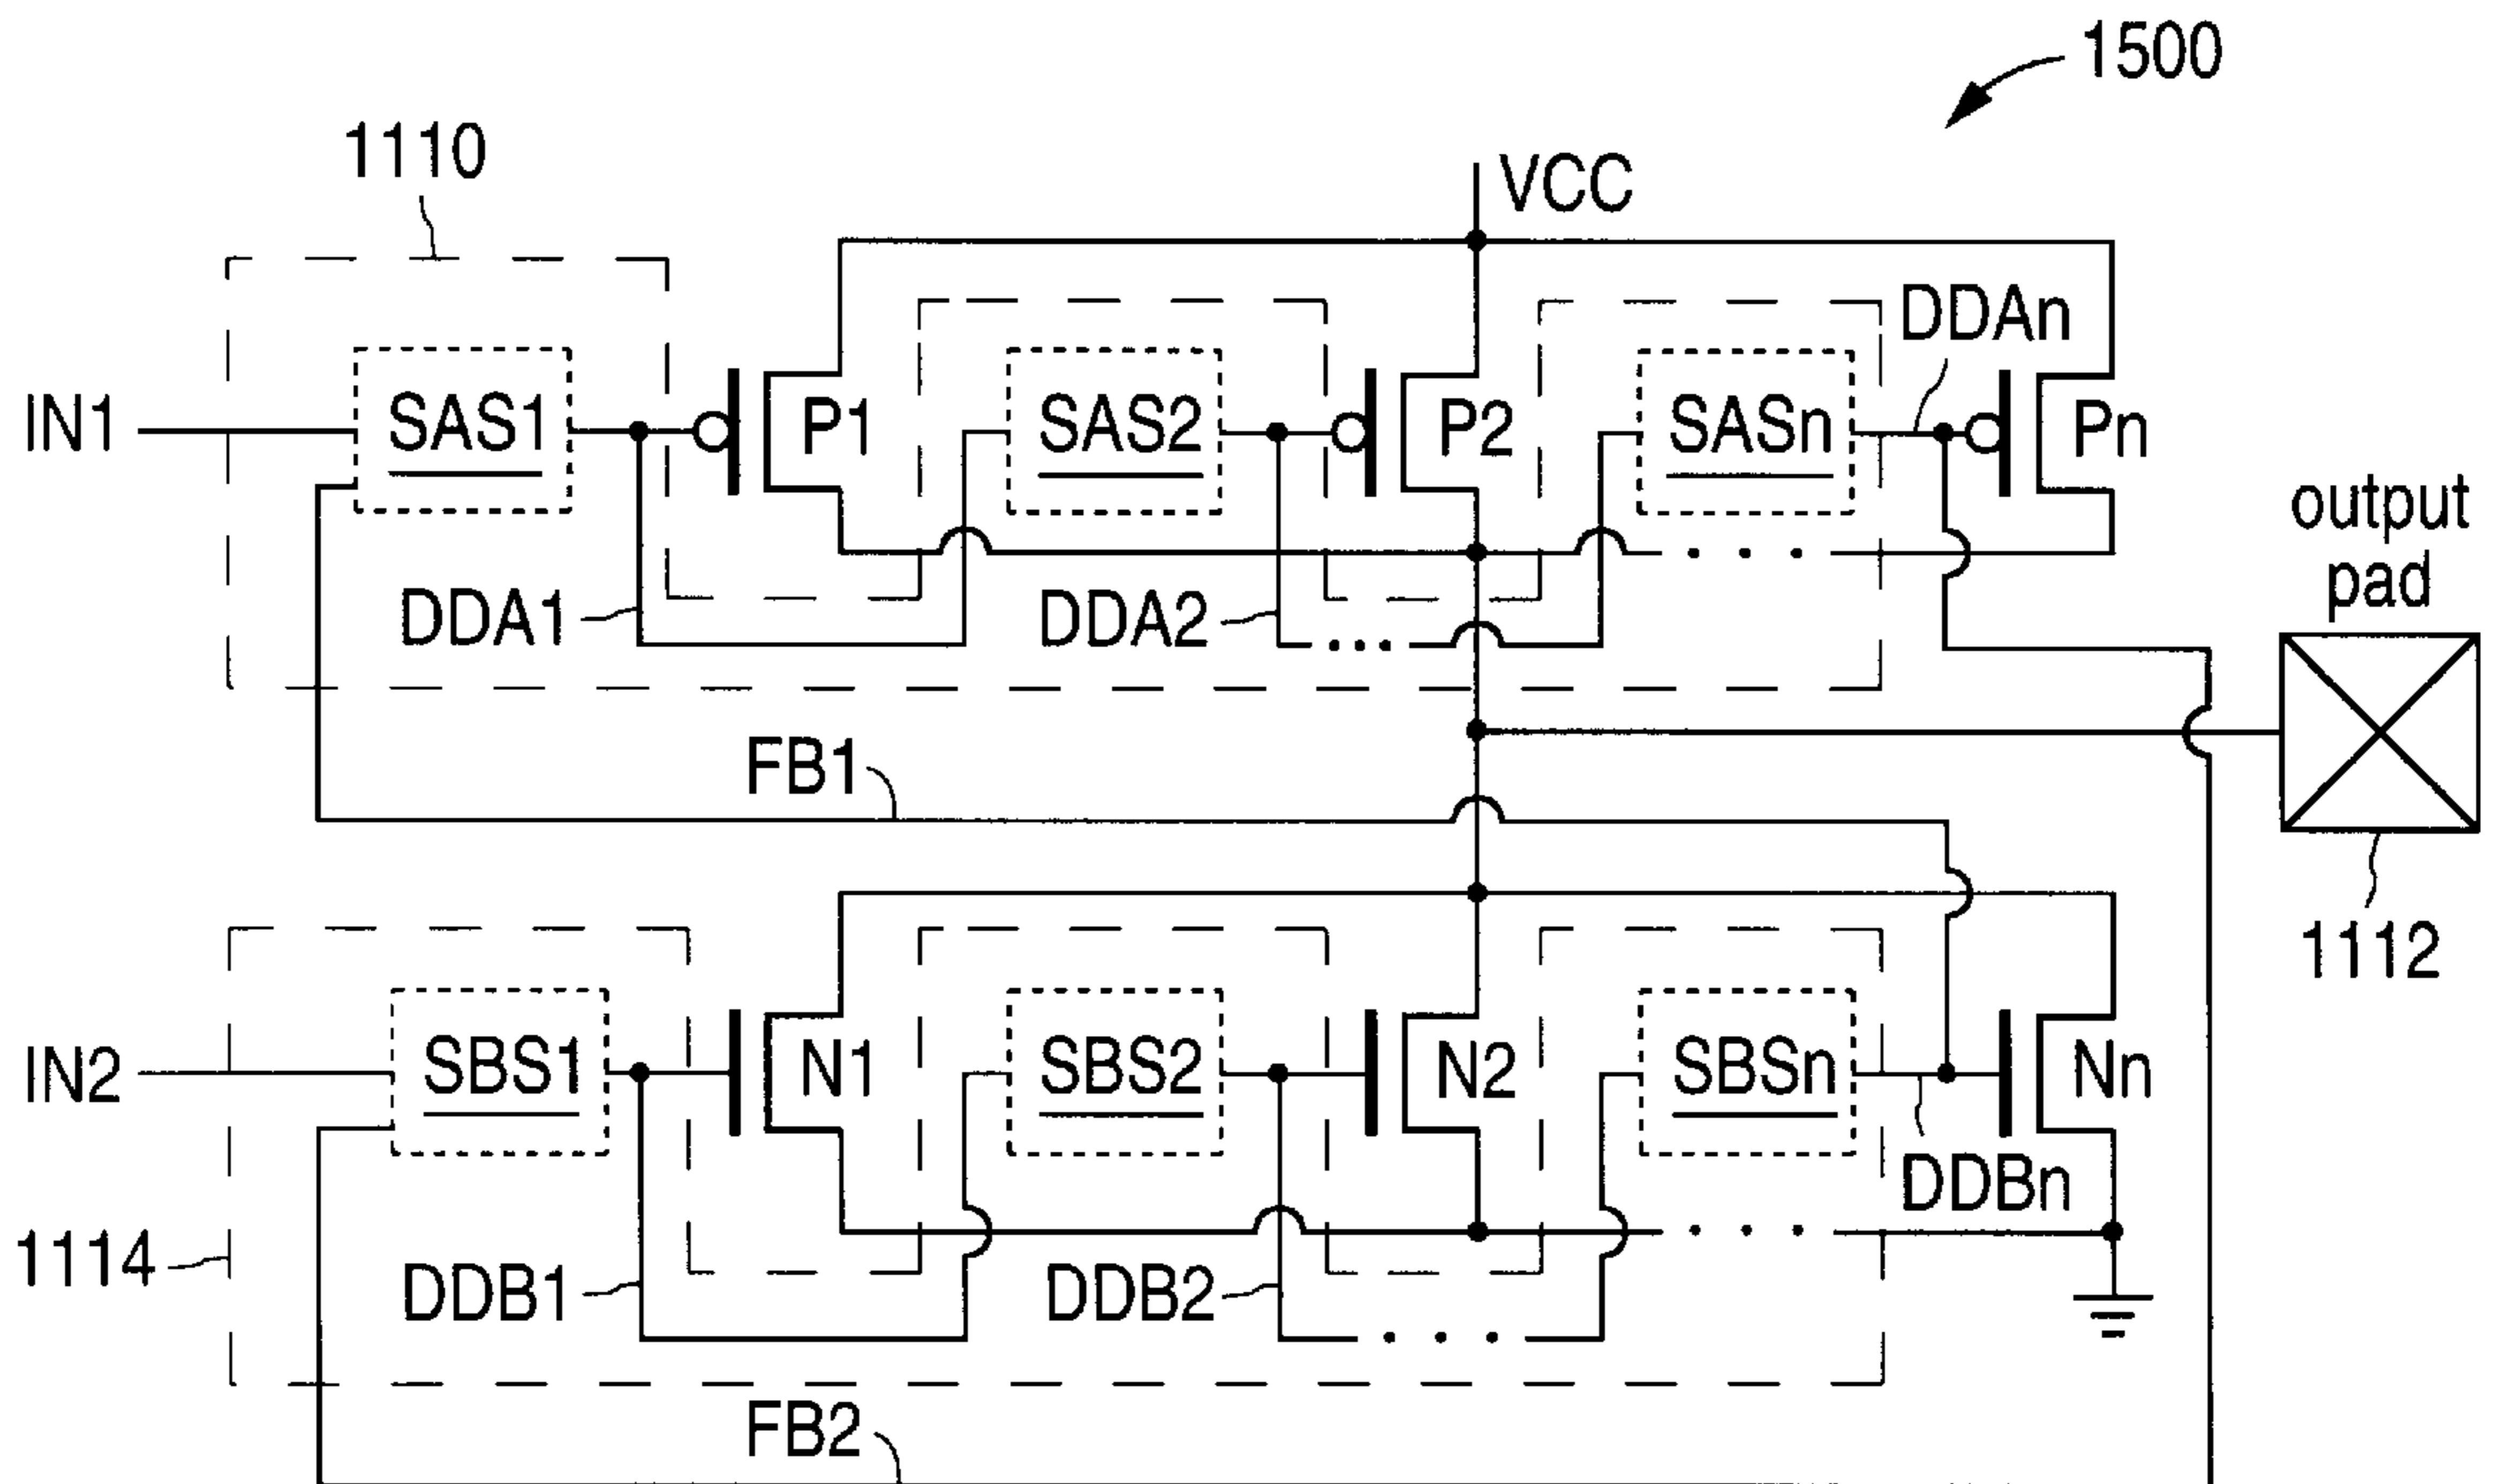 1500
1110
VCC
DDAn
IN1
SAS1
P1
SAS2
P2
SASn
Pn
output
pad
DDA1
DDA2
FB1
1112
IN2
SBS1
N1
SBS2
N2
SBSn
Nn
DDBn
1114
DDB1
DDB2
FB2